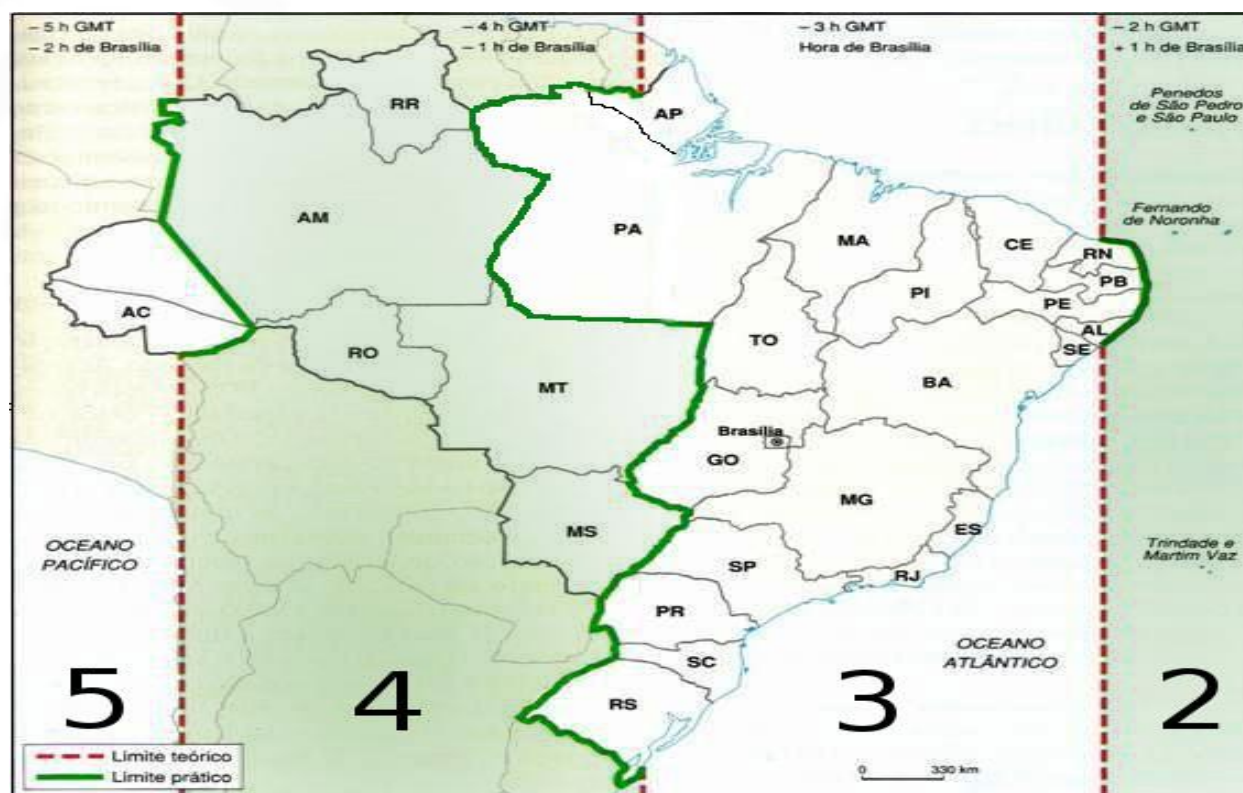 – 5 h GMT
– 2 h de Brasília
– 4 h GMT
– 1 h de Brasília
– 3 h GMT
Hora de Brasília
– 2 h GMT
+ 1 h de Brasília
Penedos
de São Pedro
e São Paulo
RR
AP
Fernando
de Noronha
AM
PA
MA
CE
RN
PB
PI
PE
AC
AL
SE
TO
RO
MT
BA
Brasília
GO
MG
MS
ES
OCEANO
PACÍFICO
Trindade e
Martim Vaz
SP
RJ
PR
OCEANO
ATLÂNTICO
SC
RS
5
4
3
2
Limite teórico
Limite prático
0 330 km